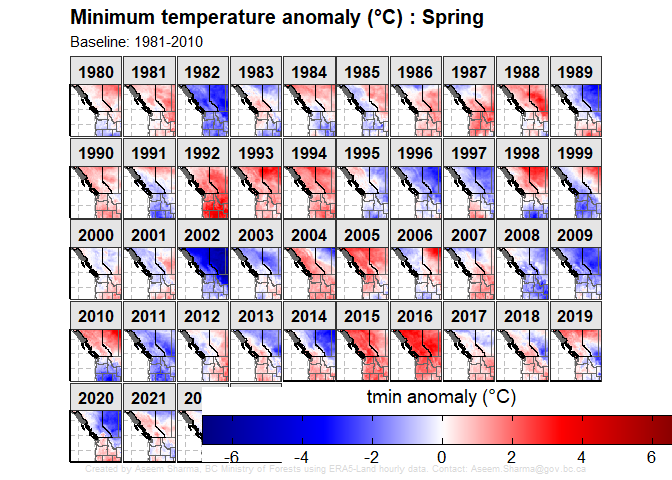 Minimum temperature anomaly (°C) : Spring
Baseline: 1981-2010
1980 1981 1982 1983 1984 1985 1986 1987 1988 1989
1990 1991 1992 1993 1994 1995 1996 1997 1998 1999
2000 2001 2002 2003 2004 2005 2006 2007 2008 2009
2010 2011 2012 2013 2014 2015 2016 2017 2018 2019
2020 2021 20
tmin anomaly (°C)
-6 -4 -2 0 2 4 6
Created by Aseem Sharma, BC Ministry of Forests using ERA5-Land hourly data. Contact: Aseem.Sharma@gov.bc.ca